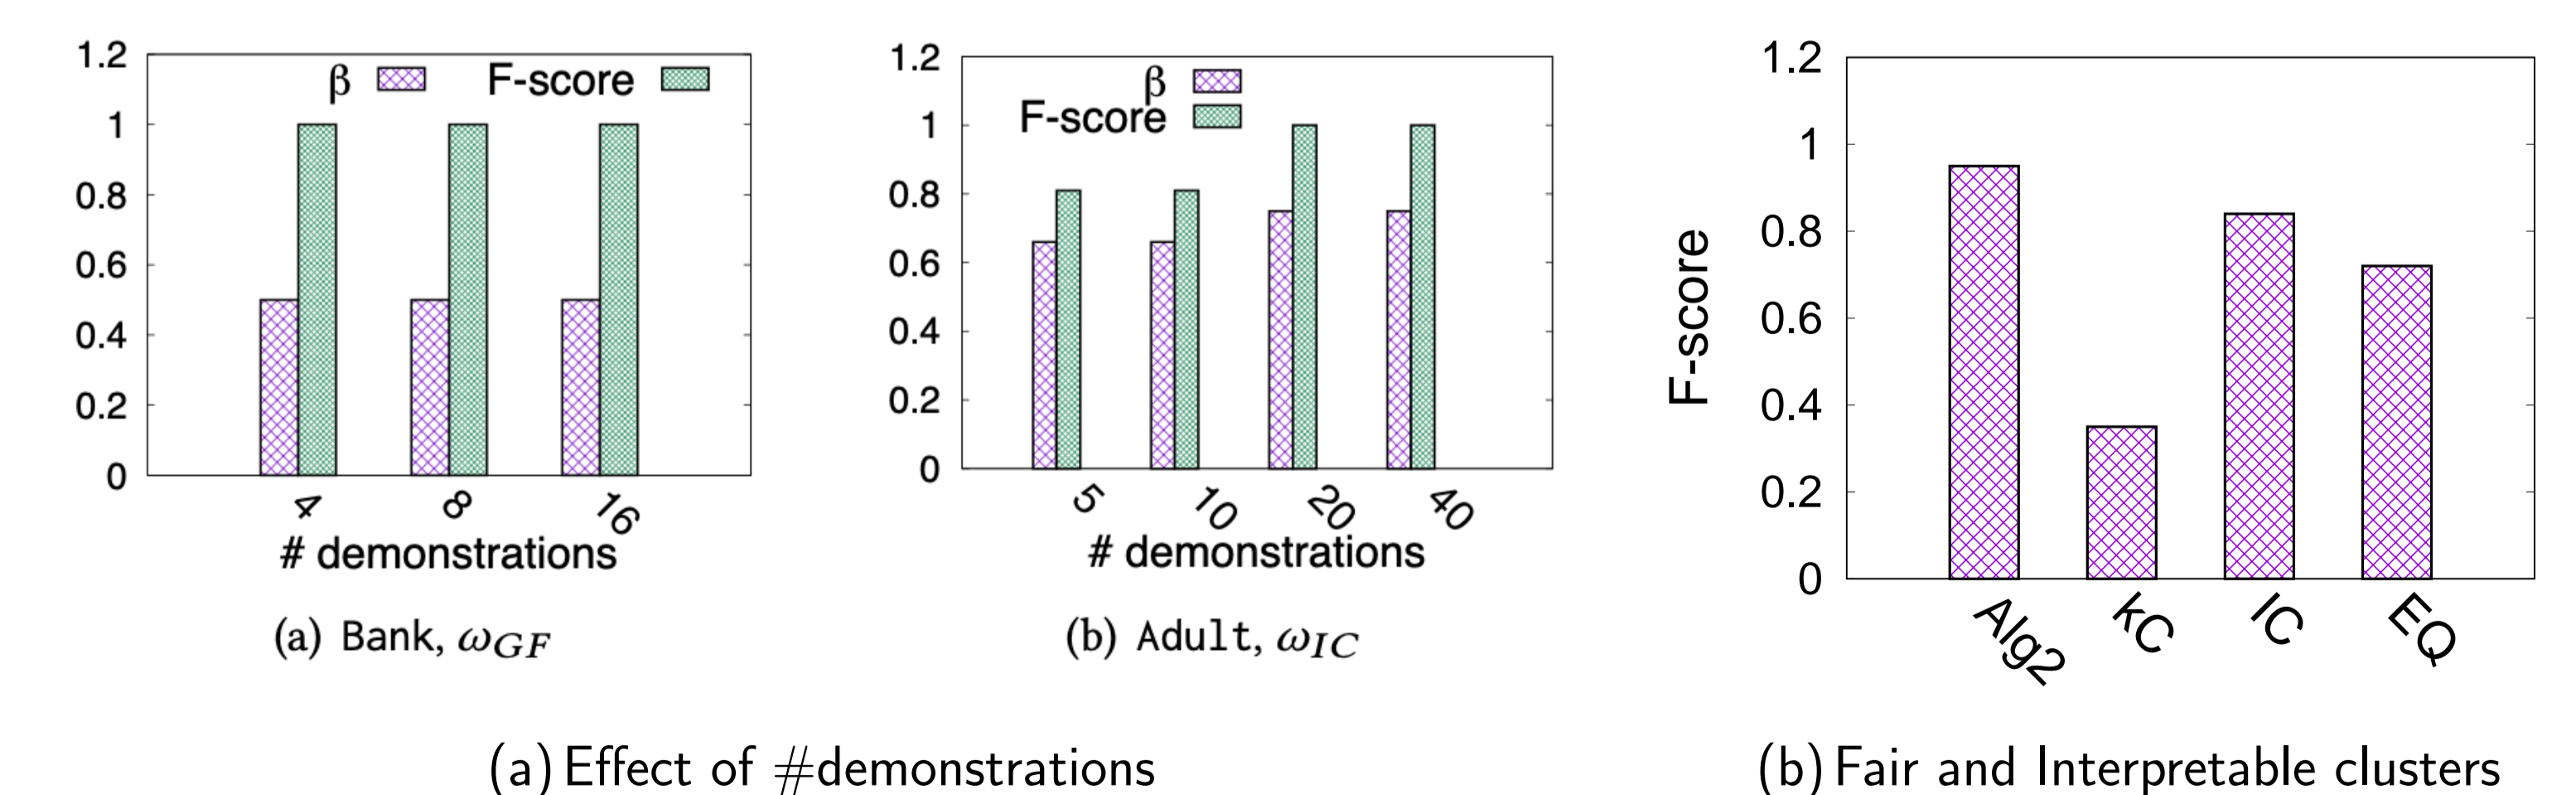 1.2
1
0.8
0.6
0.4
0.2
0
β
F-score
4
8
16
# demonstrations
(a) Bank, ωGF
1.2
1
0.8
0.6
0.4
0.2
0
β
F-score
5
10
20
40
# demonstrations
(b) Adult, ωIC
(a) Effect of #demonstrations
F-score
1.2
1
0.8
0.6
0.4
0.2
0
Alg2
kC
IC
EQ
(b) Fair and Interpretable clusters